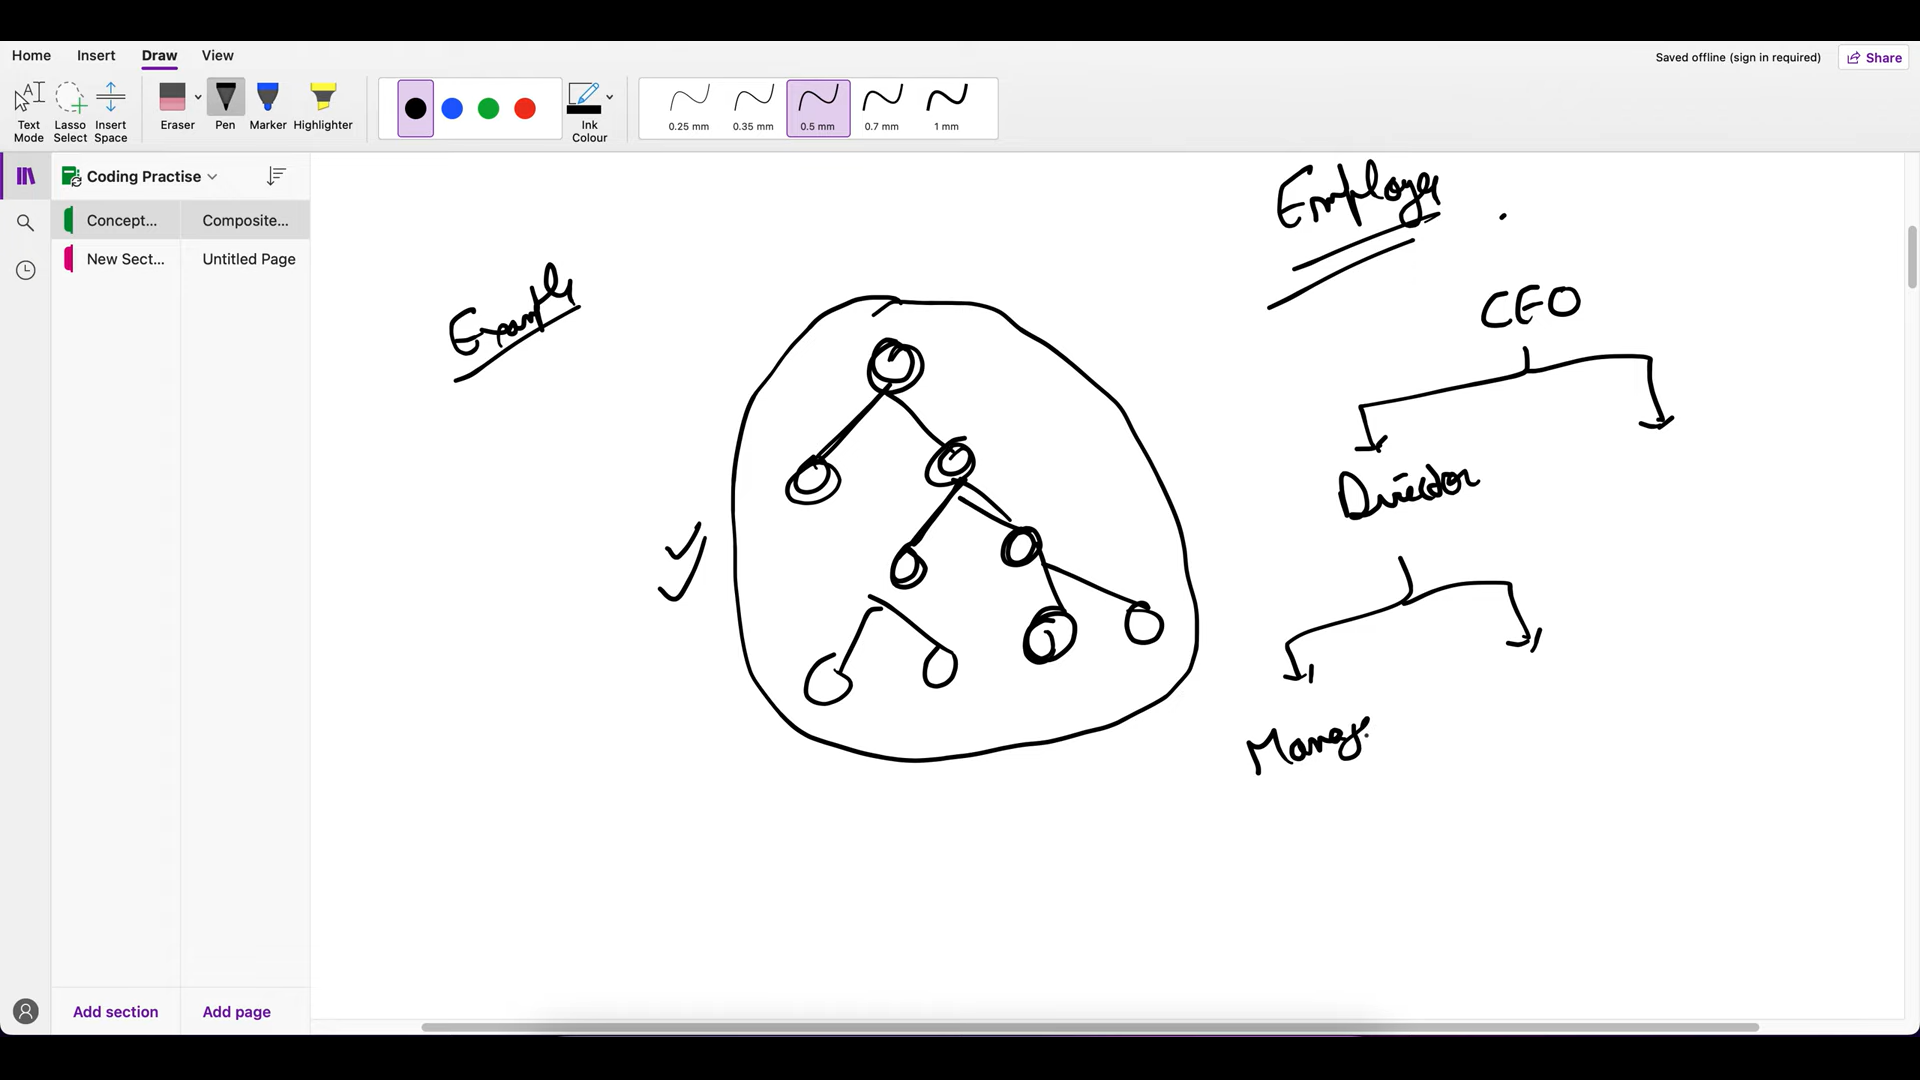 Home Insert Draw View
Saved offline (sign in required) Share
Text Mode
Lasso Select
Insert Space
Eraser
Pen
Marker
Highlighter
Ink Colour
0.25 mm
0.35 mm
0.5 mm
0.7 mm
1 mm
Coding Practise
Concept... Composite...
New Sect... Untitled Page
Example
Employe
CEO
Director
Add section Add page